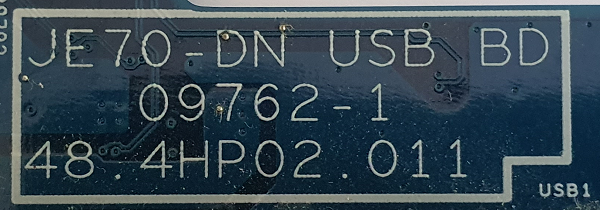 JE70-DN USB BD
09762-1
48.4HP02.011
USB1